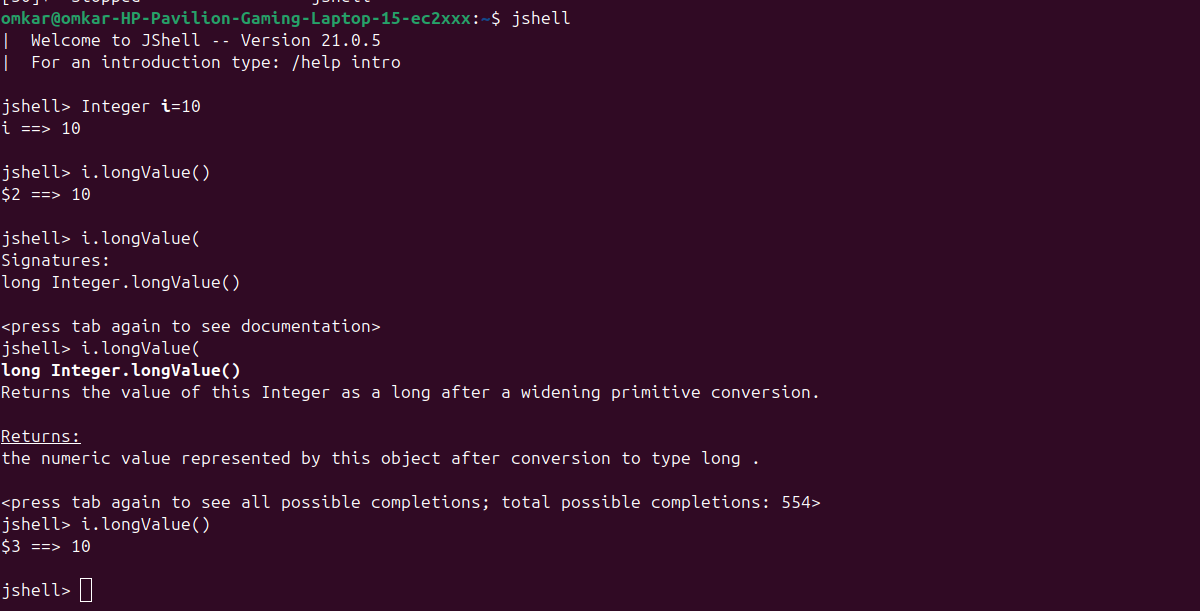 omkar@omkar-HP-Pavilion-Gaming-Laptop-15-ec2xxx:~$ jshell
|  Welcome to JShell -- Version 21.0.5
|  For an introduction type: /help intro

jshell> Integer i=10
i ==> 10

jshell> i.longValue()
$2 ==> 10

jshell> i.longValue(
Signatures:
long Integer.longValue()

<press tab again to see documentation>
jshell> i.longValue(
long Integer.longValue()
Returns the value of this Integer as a long after a widening primitive conversion.

Returns:
the numeric value represented by this object after conversion to type long .

<press tab again to see all possible completions; total possible completions: 554>
jshell> i.longValue()
$3 ==> 10

jshell>